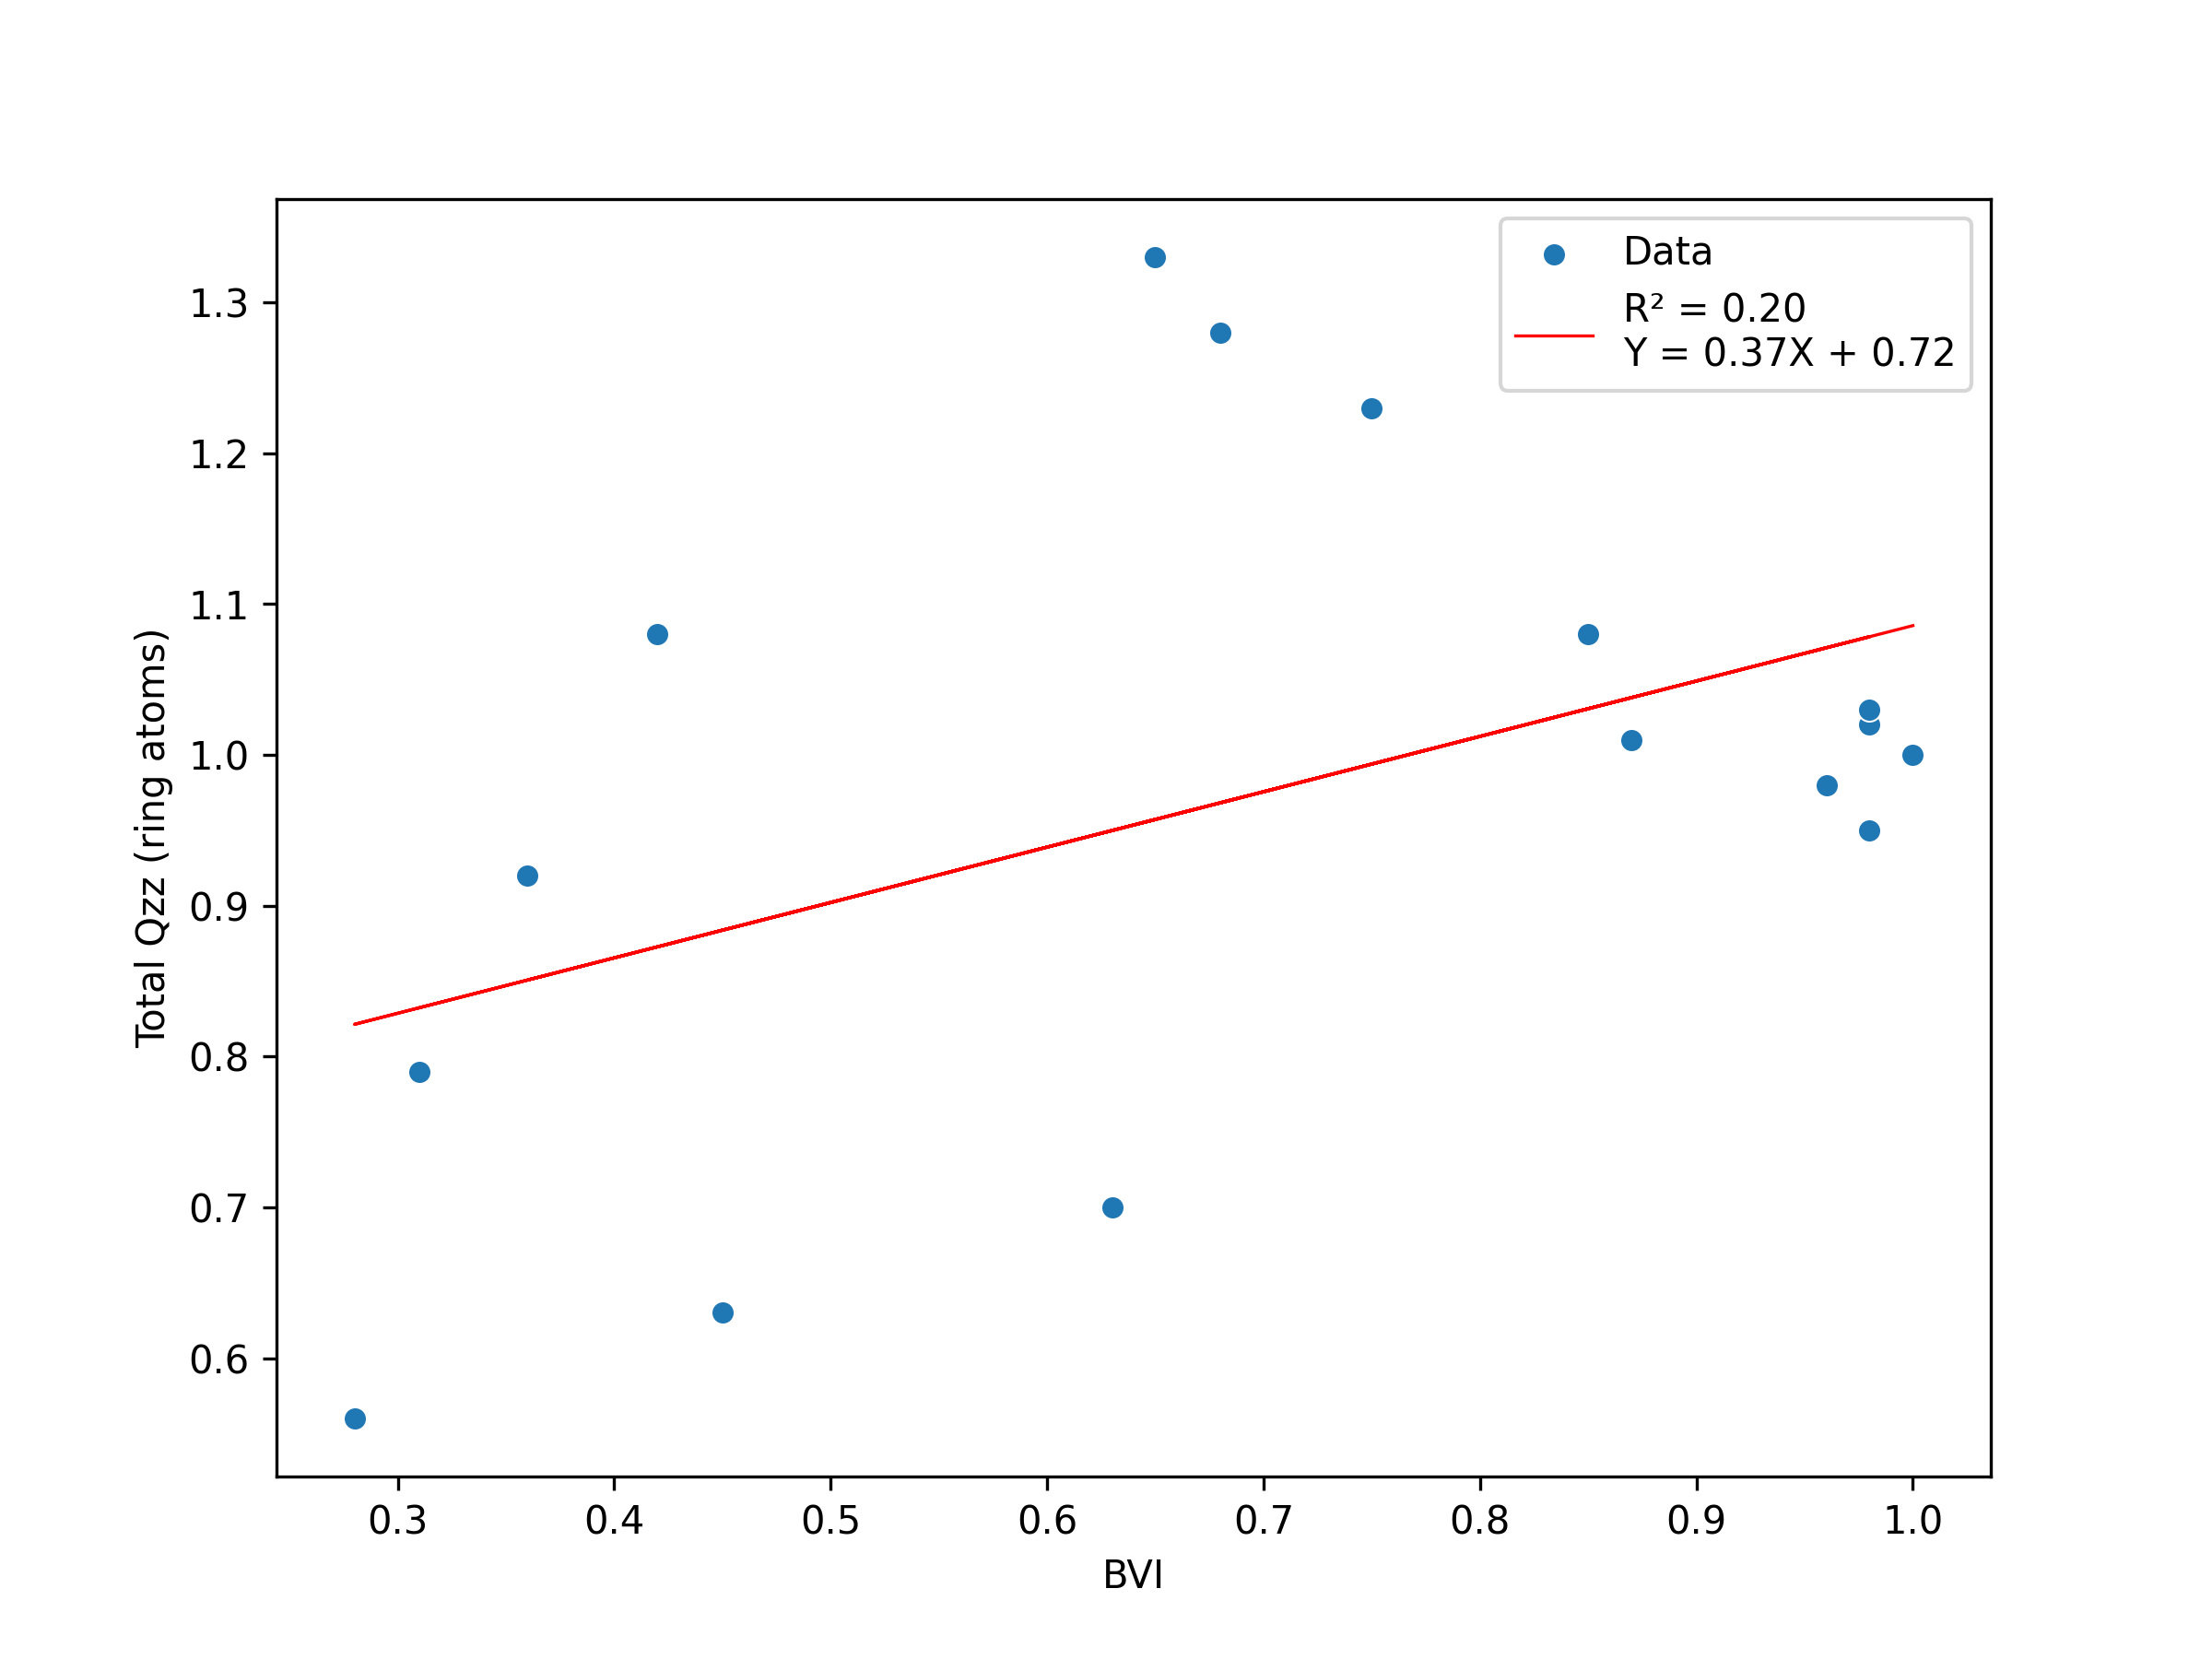 Data
R² = 0.20
Y = 0.37X + 0.72
1.3
1.2
1.1
1.0
0.9
0.8
0.7
0.6
Total Qzz (ring atoms)
0.3 0.4 0.5 0.6 0.7 0.8 0.9 1.0
BVI